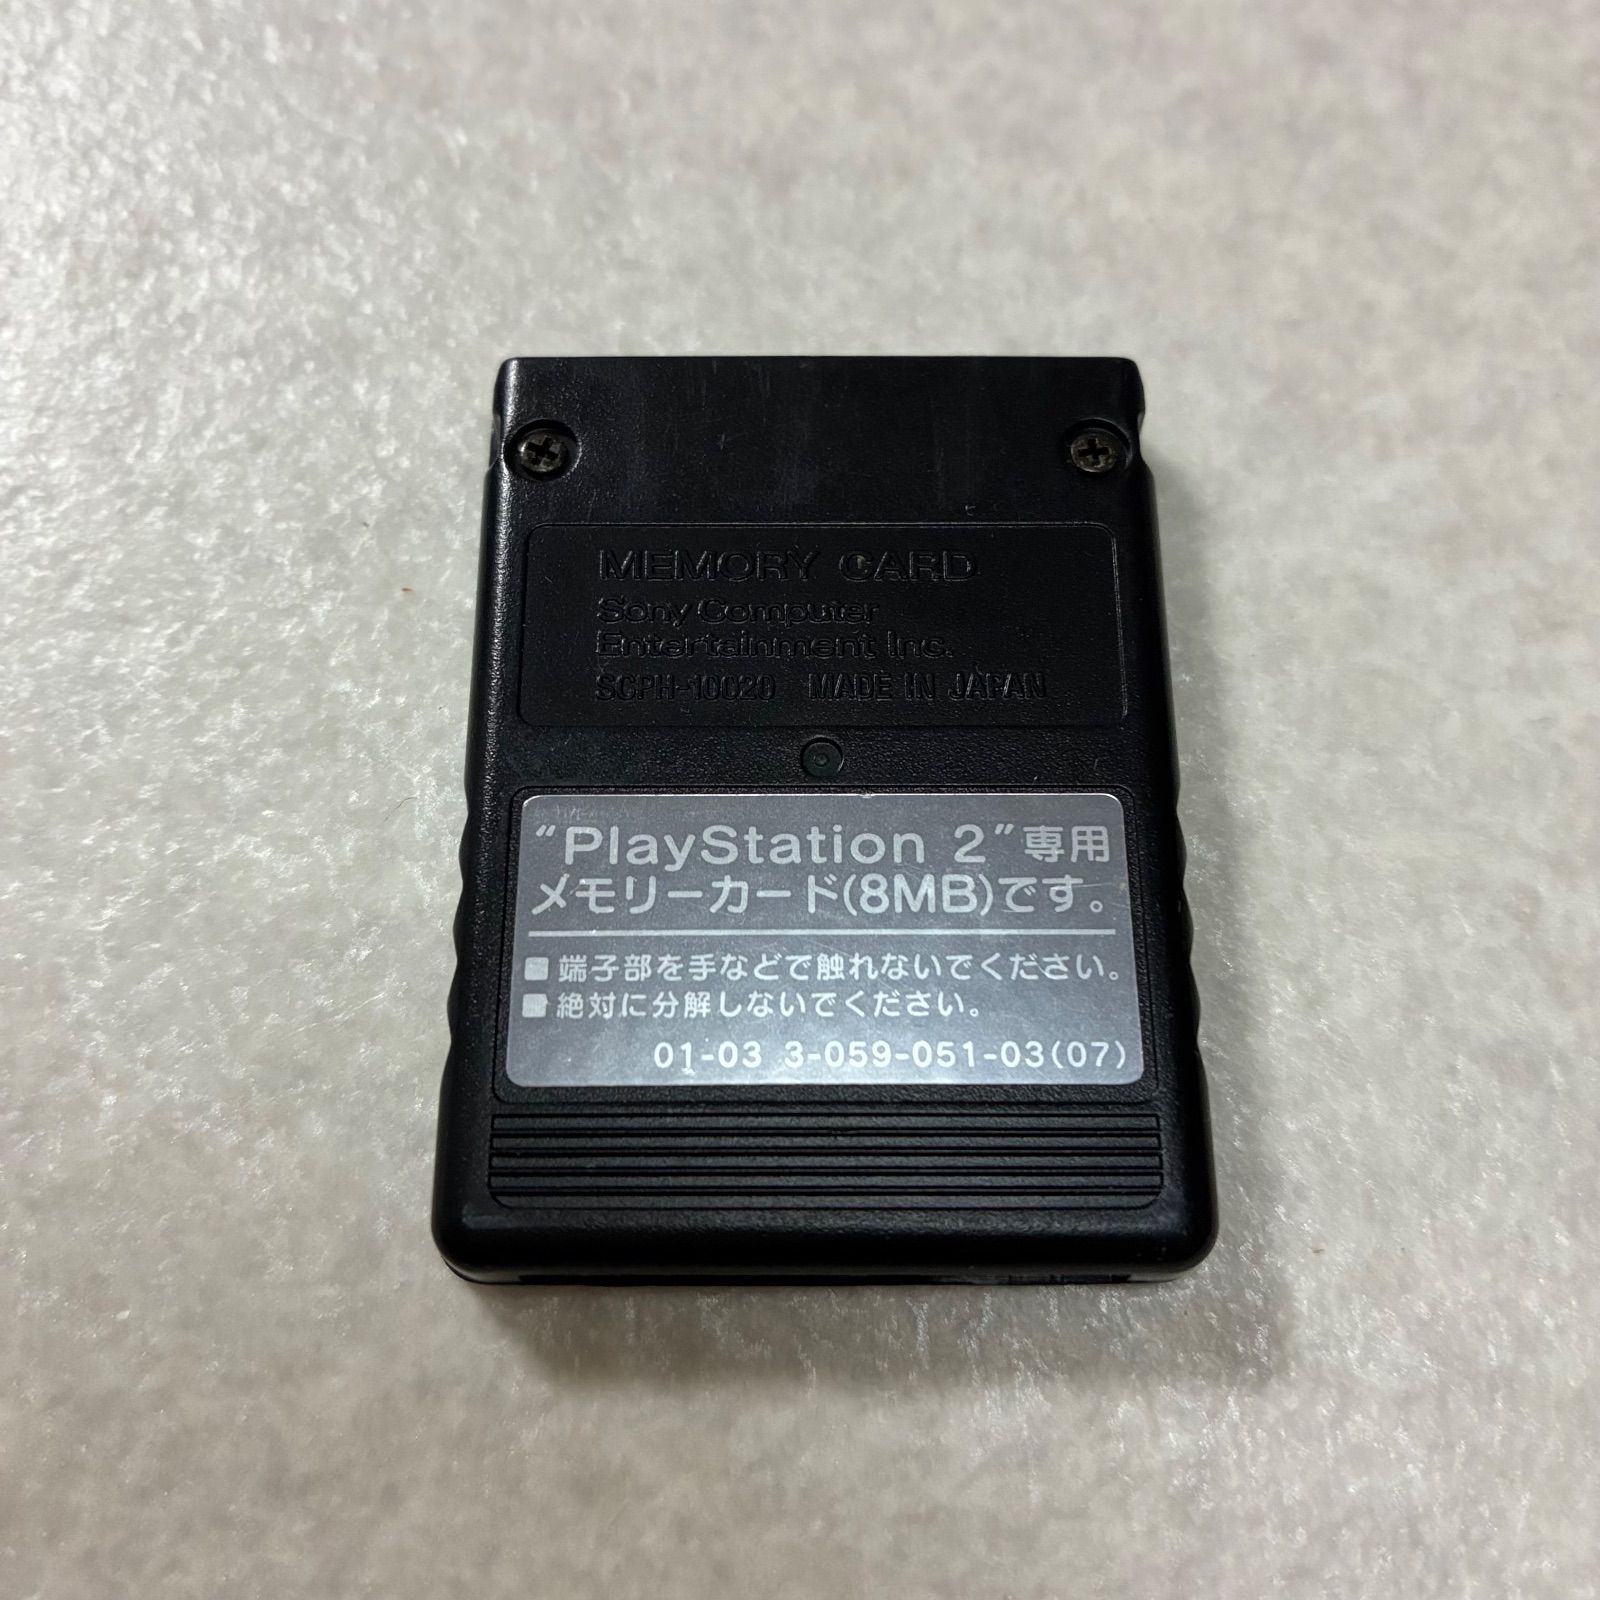 MEMORY CARD
Sony Computer
Entertainment Inc.
SCPH-10020 MADE IN JAPAN
“PlayStation 2”専用
メモリーカード(8MB)です。
■端子部を手などで触れないでください。
■絶対に分解しないでください。
01-03 3-059-051-03(07)